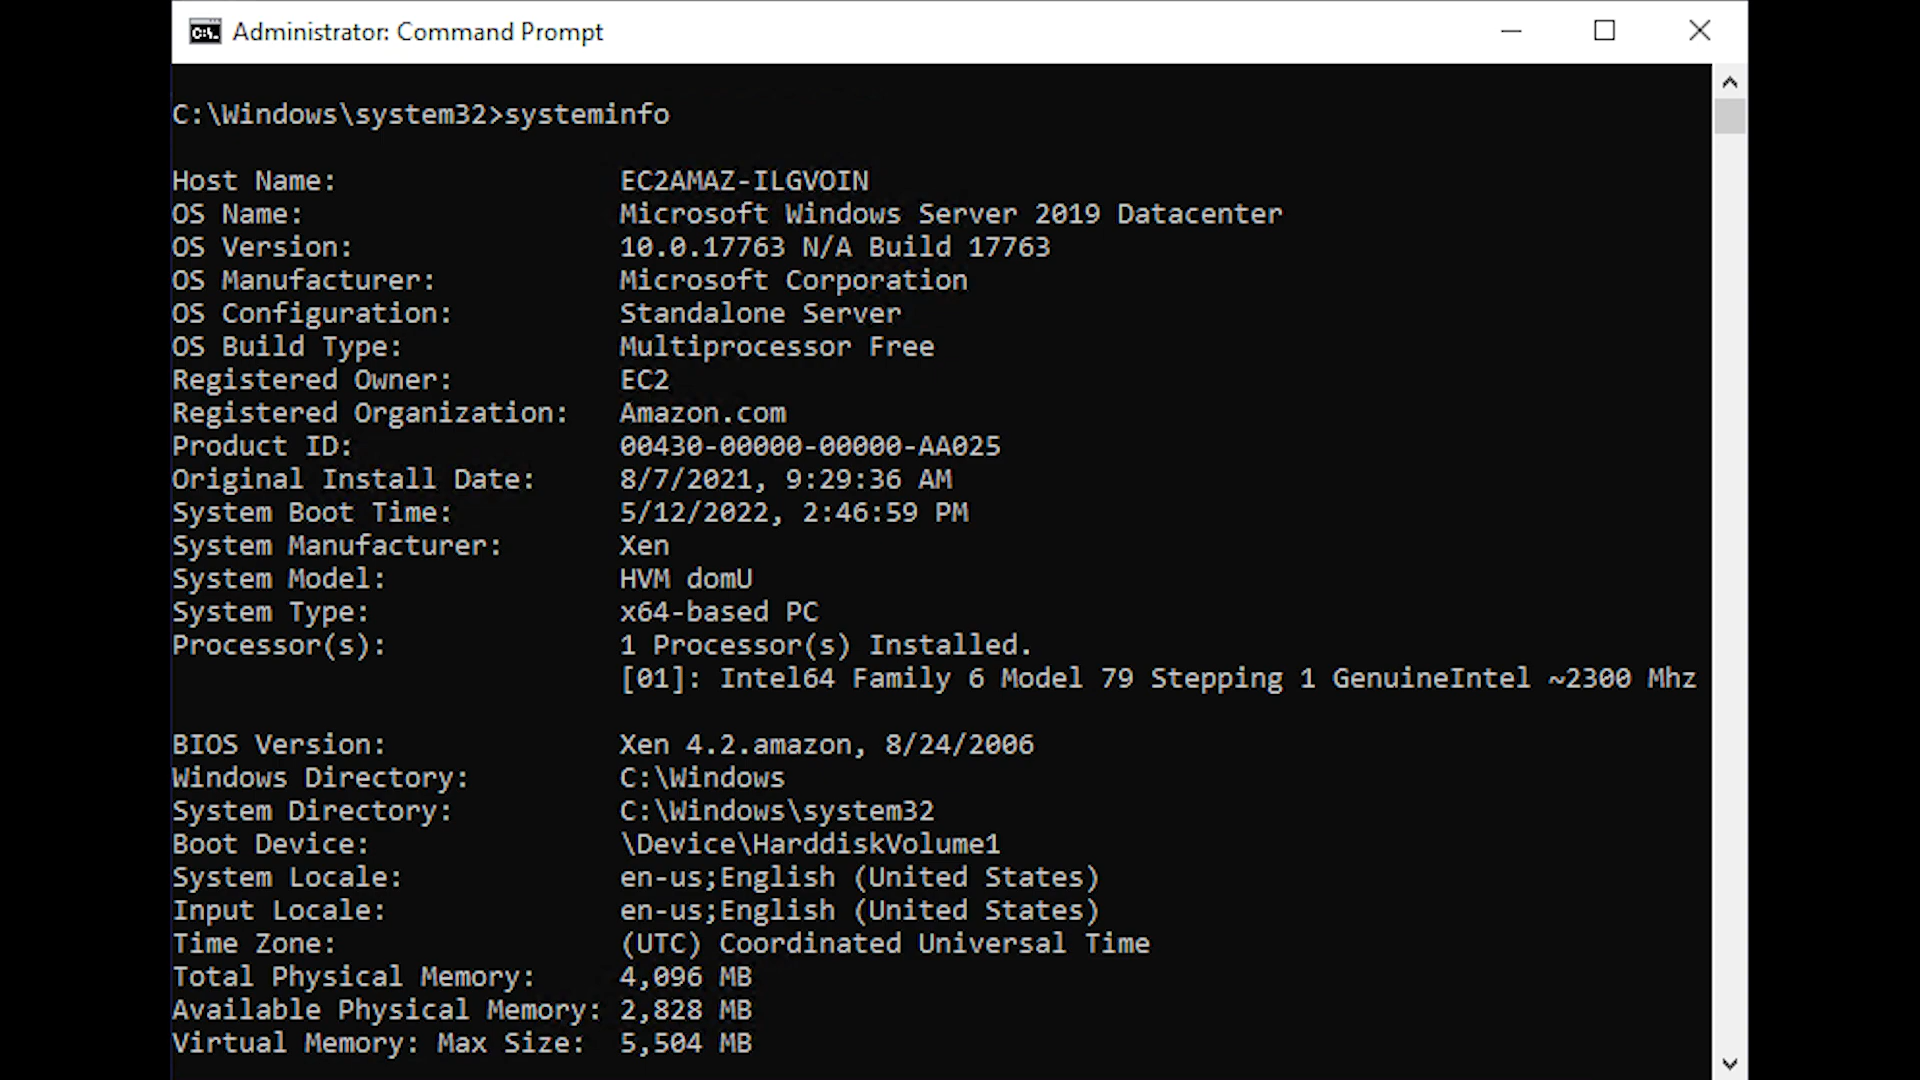 Administrator: Command Prompt
C:\Windows\system32>systeminfo
Host Name: EC2AMAZ-ILGVOIN
OS Name: Microsoft Windows Server 2019 Datacenter
OS Version: 10.0.17763 N/A Build 17763
OS Manufacturer: Microsoft Corporation
OS Configuration: Standalone Server
OS Build Type: Multiprocessor Free
Registered Owner: EC2
Registered Organization: Amazon.com
Product ID: 00430-00000-00000-AA025
Original Install Date: 8/7/2021, 9:29:36 AM
System Boot Time: 5/12/2022, 2:46:59 PM
System Manufacturer: Xen
System Model: HVM domU
System Type: x64-based PC
Processor(s): 1 Processor(s) Installed.
[01]: Intel64 Family 6 Model 79 Stepping 1 GenuineIntel ~2300 Mhz
BIOS Version: Xen 4.2.amazon, 8/24/2006
Windows Directory: C:\Windows
System Directory: C:\Windows\system32
Boot Device: \Device\HarddiskVolume1
System Locale: en-us;English (United States)
Input Locale: en-us;English (United States)
Time Zone: (UTC) Coordinated Universal Time
Total Physical Memory: 4,096 MB
Available Physical Memory: 2,828 MB
Virtual Memory: Max Size: 5,504 MB